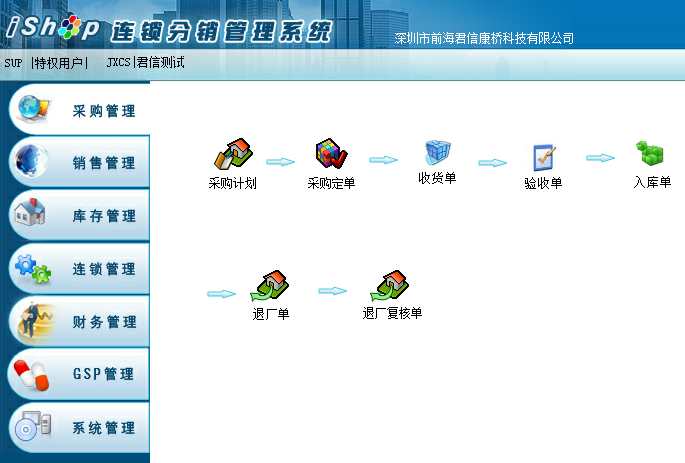 iShop 连锁分销管理系统
深圳市前海君信康桥科技有限公司
SUP |特权用户| JXCS|君信测试
采购管理
销售管理
库存管理
连锁管理
财务管理
GSP管理
系统管理
采购计划 采购定单 收货单 验收单 入库单
退厂单 退厂复核单